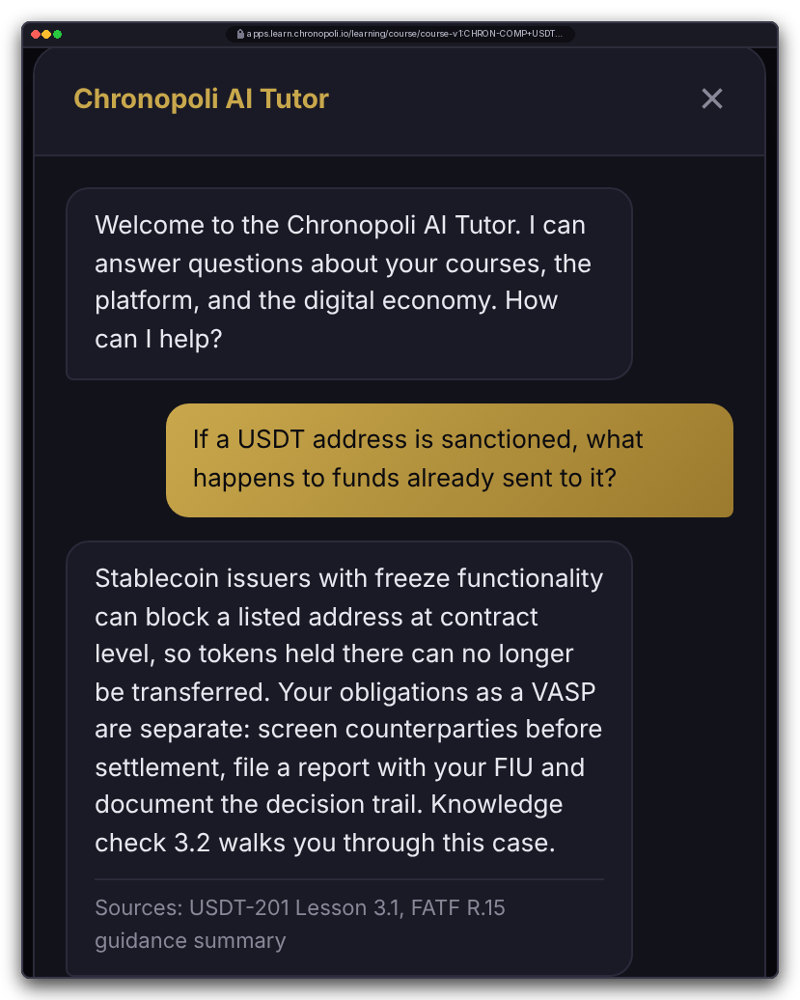 apps.learn.chronopoli.io/learning/course/course-v1:CHRON-COMP+USDT...
Chronopoli AI Tutor
Welcome to the Chronopoli AI Tutor. I can
answer questions about your courses, the
platform, and the digital economy. How
can I help?
If a USDT address is sanctioned, what
happens to funds already sent to it?
Stablecoin issuers with freeze functionality
can block a listed address at contract
level, so tokens held there can no longer
be transferred. Your obligations as a VASP
are separate: screen counterparties before
settlement, file a report with your FIU and
document the decision trail. Knowledge
check 3.2 walks you through this case.
Sources: USDT-201 Lesson 3.1, FATF R.15
guidance summary